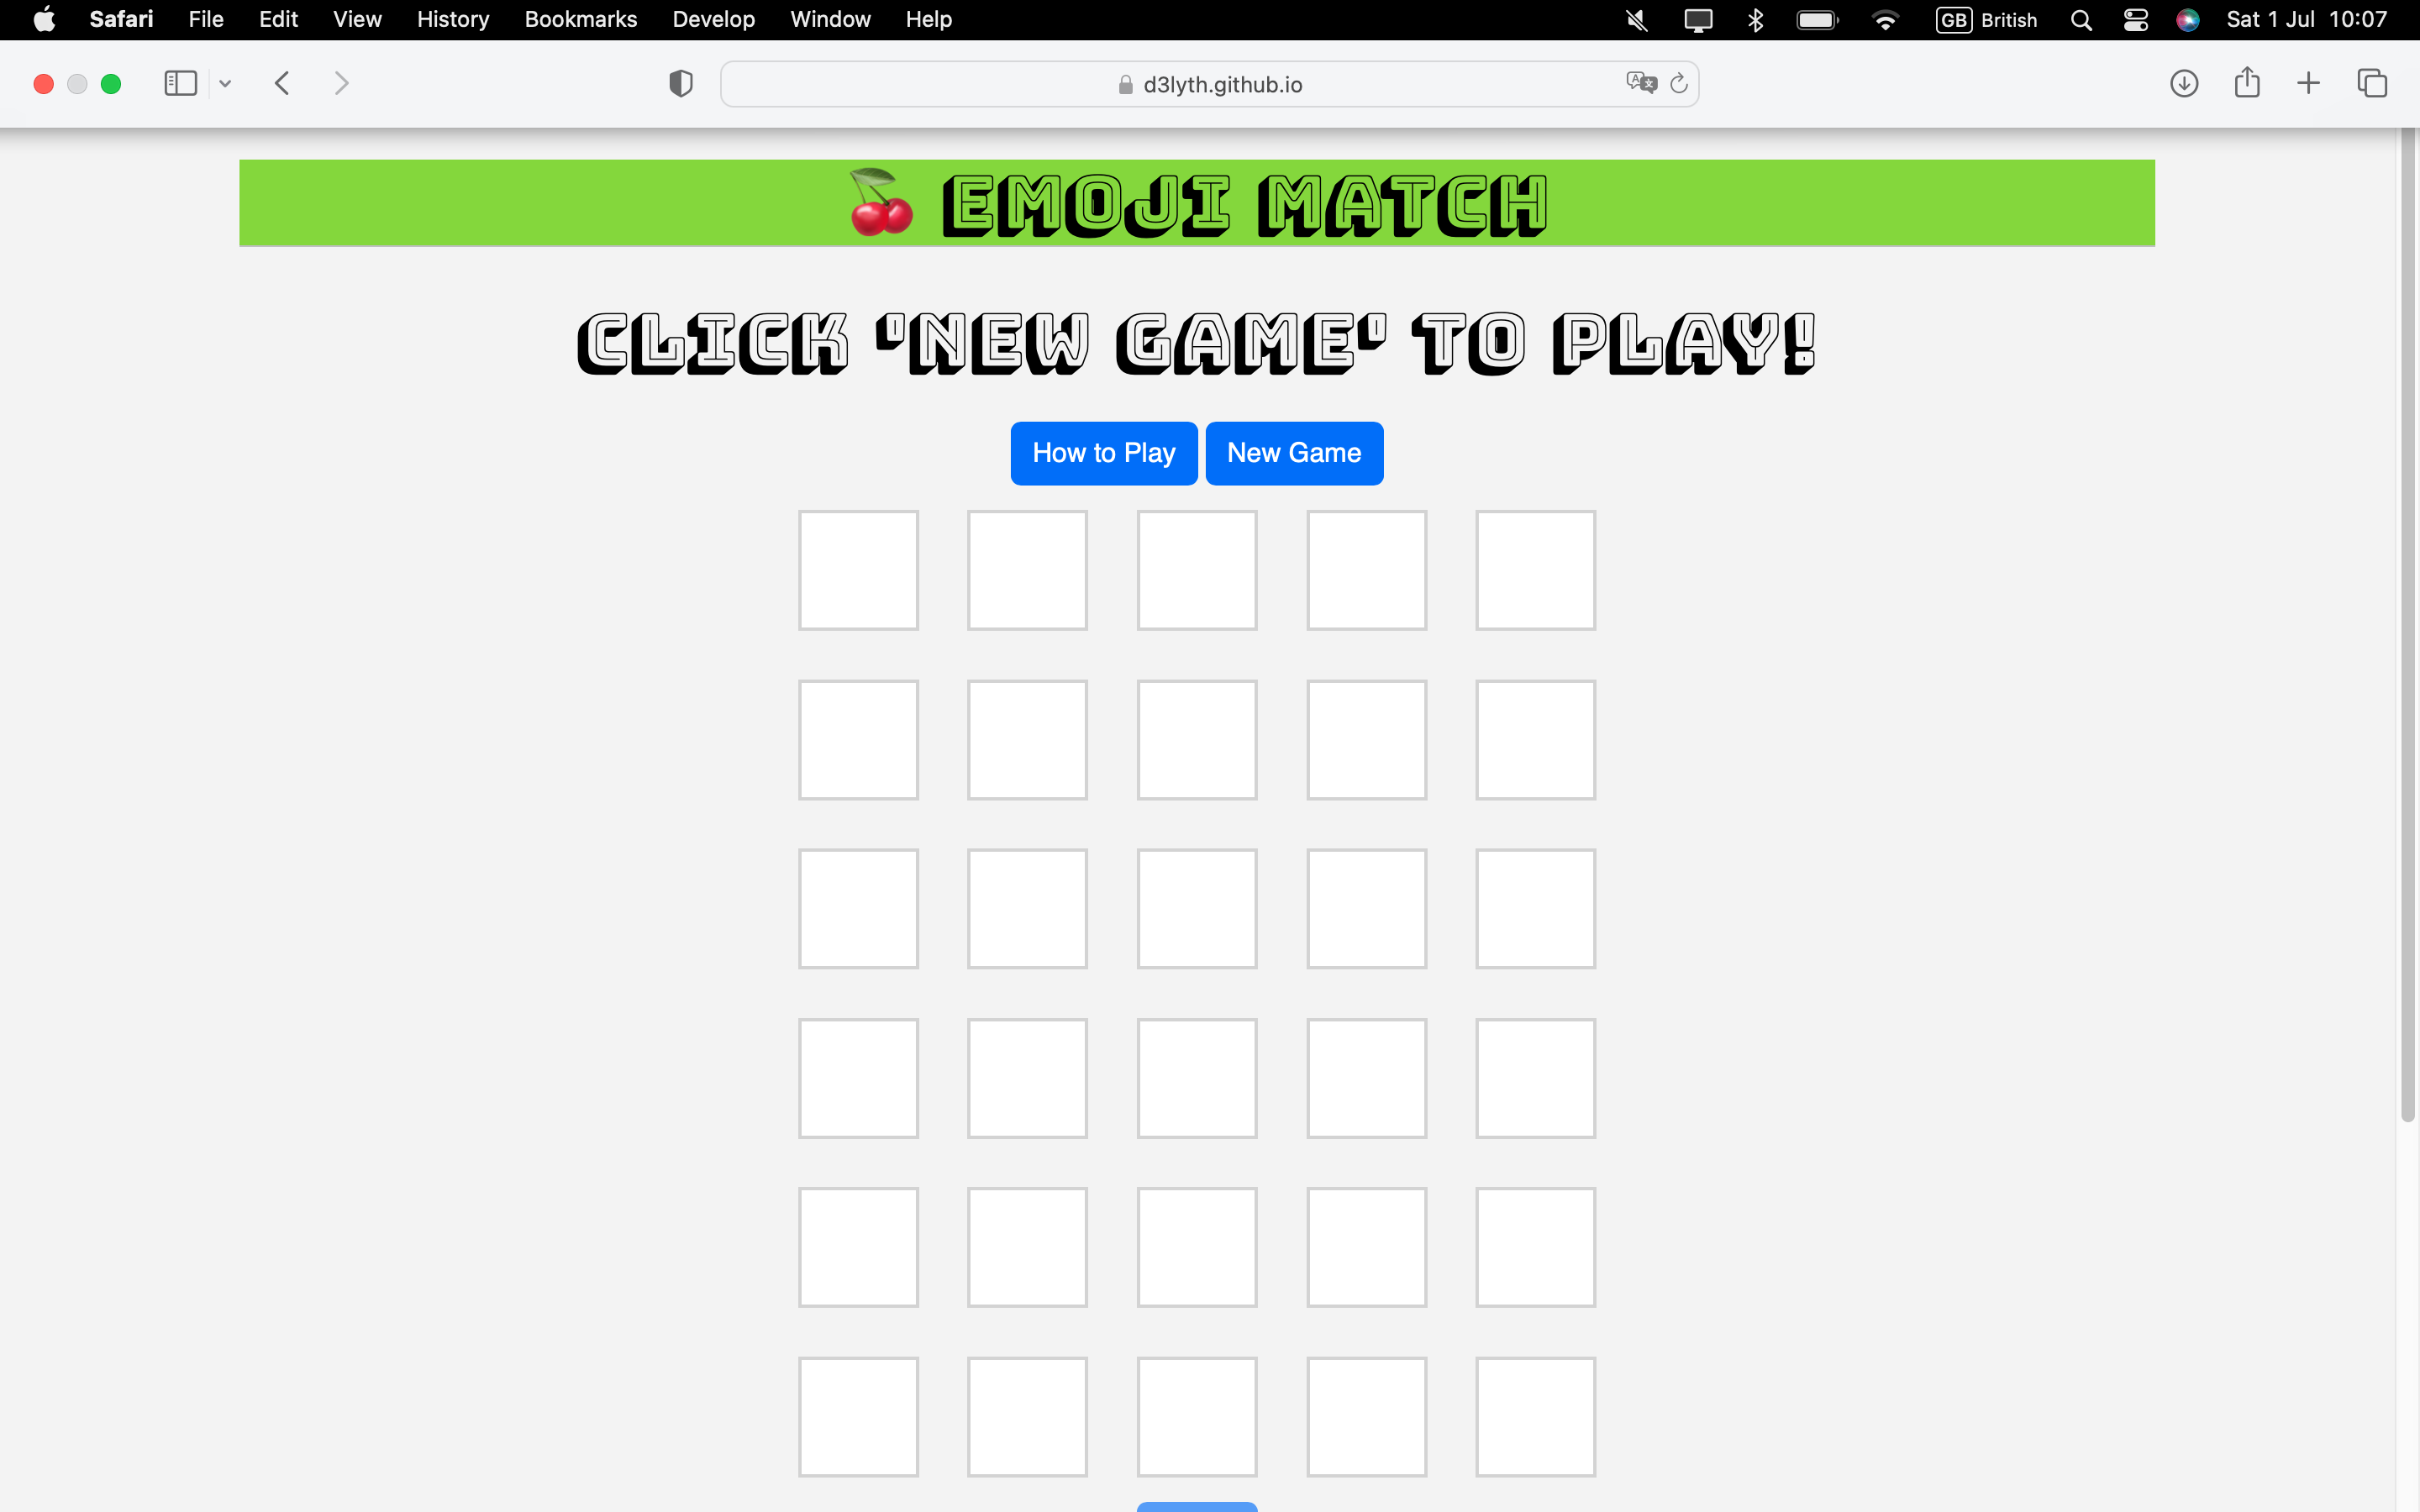 Safari File Edit View History Bookmarks Develop Window Help GB British Sat 1 Jul 10:07
d3lyth.github.io
EMOJI MATCH
CLICK 'NEW GAME' TO PLAY!
How to Play New Game